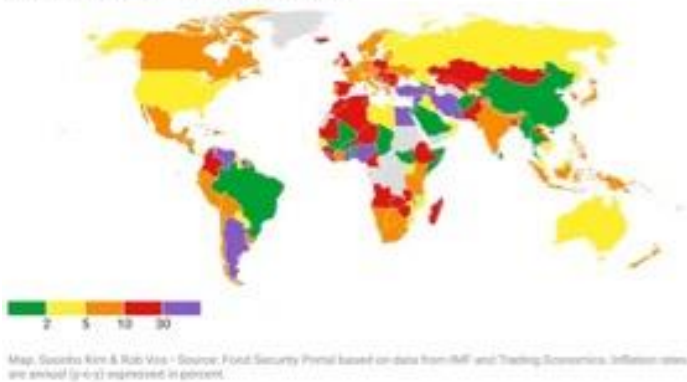 2 5 10 30
Map: Soonho Kim & Rob Vos • Source: Food Security Portal based on data from IMF and Trading Economics. Inflation rates
are annual (y-o-y) expressed in percent.